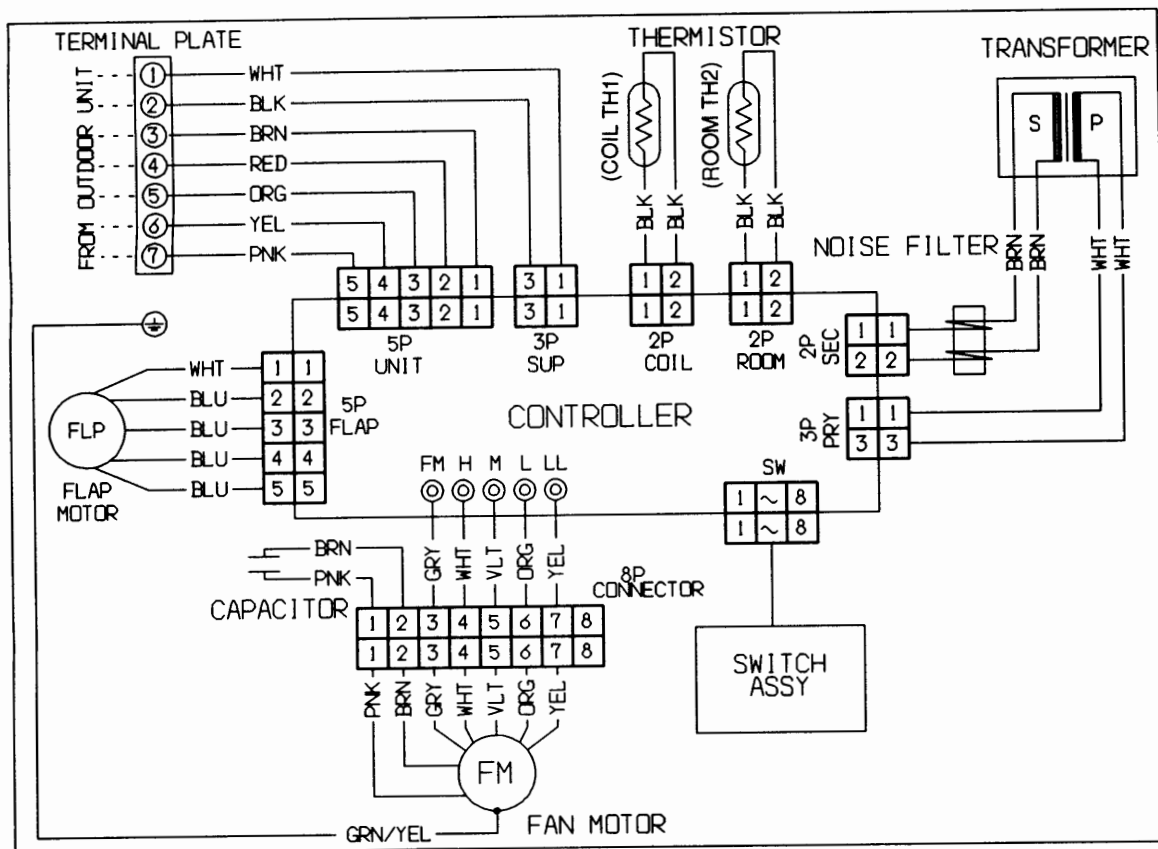 TERMINAL PLATE
THERMISTOR
TRANSFORMER
FROM OUTDOOR UNIT
1 WHT
2 BLK
3 BRN
4 RED
5 ORG
6 YEL
7 PNK
(COIL TH1)
(ROOM TH2)
BLK
BLK
BLK
BLK
S P
NOISE FILTER
BRN
BRN
WHT
WHT
5 4 3 2 1
5 4 3 2 1
5P
UNIT
3 1
3 1
3P
SUP
1 2
1 2
2P
COIL
1 2
1 2
2P
ROOM
2P
SEC
1 1
2 2
3P
PRY
1 1
3 3
WHT 1 1
BLU 2 2
BLU 3 3
BLU 4 4
BLU 5 5
5P
FLAP
FLP
FLAP
MOTOR
CONTROLLER
FM H M L LL
SW
1 ~ 8
1 ~ 8
BRN
PNK
CAPACITOR
GRY
WHT
VLT
ORG
YEL
8P
CONNECTOR
1 2 3 4 5 6 7 8
1 2 3 4 5 6 7 8
PNK
BRN
GRY
WHT
VLT
ORG
YEL
SWITCH
ASSY
FM
FAN MOTOR
GRN/YEL